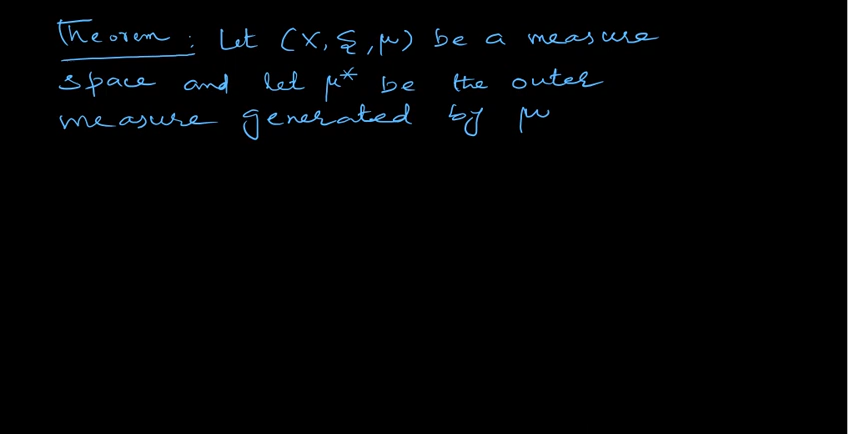 Theorem: Let (X, Σ, μ) be a measure
space and let μ* be the outer
measure generated by μ